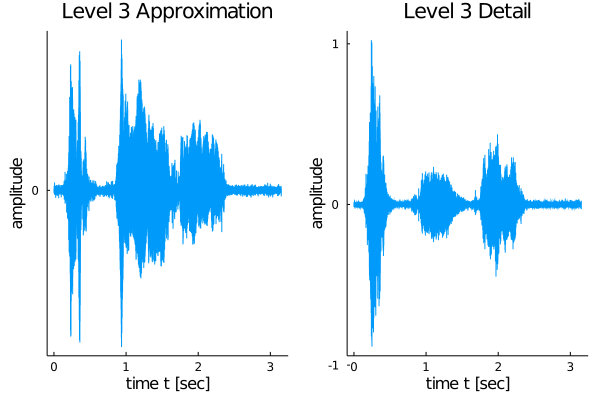 Level 3 Approximation
Level 3 Detail
amplitude
0
0 1 2 3
time t [sec]
amplitude
1
0
-1
-0 1 2 3
time t [sec]